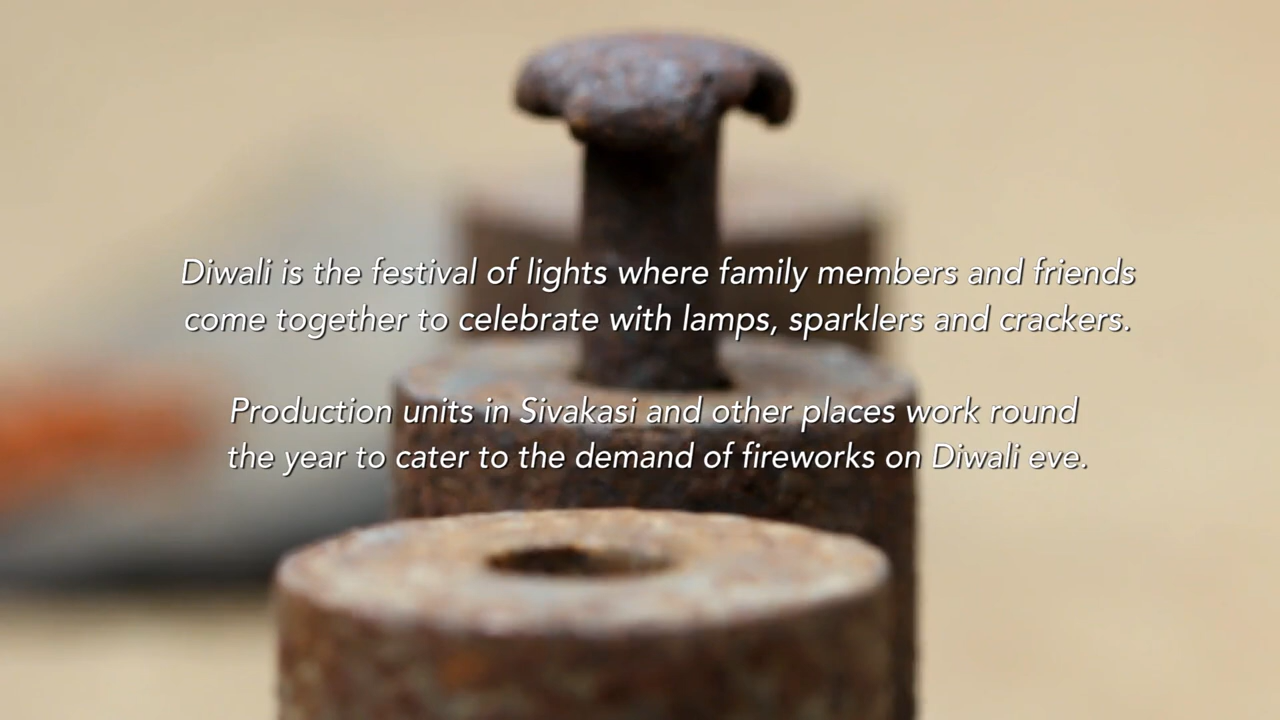 Diwali is the festival of lights where family members and friends
come together to celebrate with lamps, sparklers and crackers.
Production units in Sivakasi and other places work round
the year to cater to the demand of fireworks on Diwali eve.